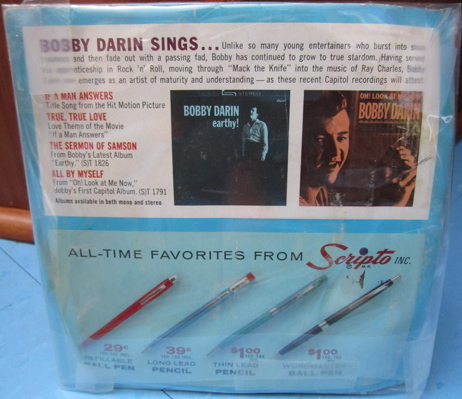 BOBBY DARIN SINGS... Unlike so many young entertainers who burst into
and then fade out with a passing fad, Bobby has continued to grow to true stardom. Having served
apprenticeship in Rock 'n' Roll, moving through "Mack the Knife" into the music of Ray Charles, Bobby
emerges as an artist of maturity and understanding — as these recent Capitol recordings will attest.
IF A MAN ANSWERS
Title Song from the Hit Motion Picture
TRUE, TRUE LOVE
Love Theme of the Movie
"If a Man Answers"
THE SERMON OF SAMSON
From Bobby's Latest Album
"Earthy." (S)T 1826
ALL BY MYSELF
From "Oh! Look at Me Now,"
Bobby's First Capitol Album. (S)T 1791
Albums available in both mono and stereo
STEREO
BOBBY DARIN
earthy!
OH! LOOK AT ME NOW
BOBBY DARIN
ALL-TIME FAVORITES FROM Scripto INC.
29¢
REFILLABLE
BALL PEN
39¢
LONG LEAD
PENCIL
$1.00
THIN LEAD
PENCIL
$1.00
BALL PEN